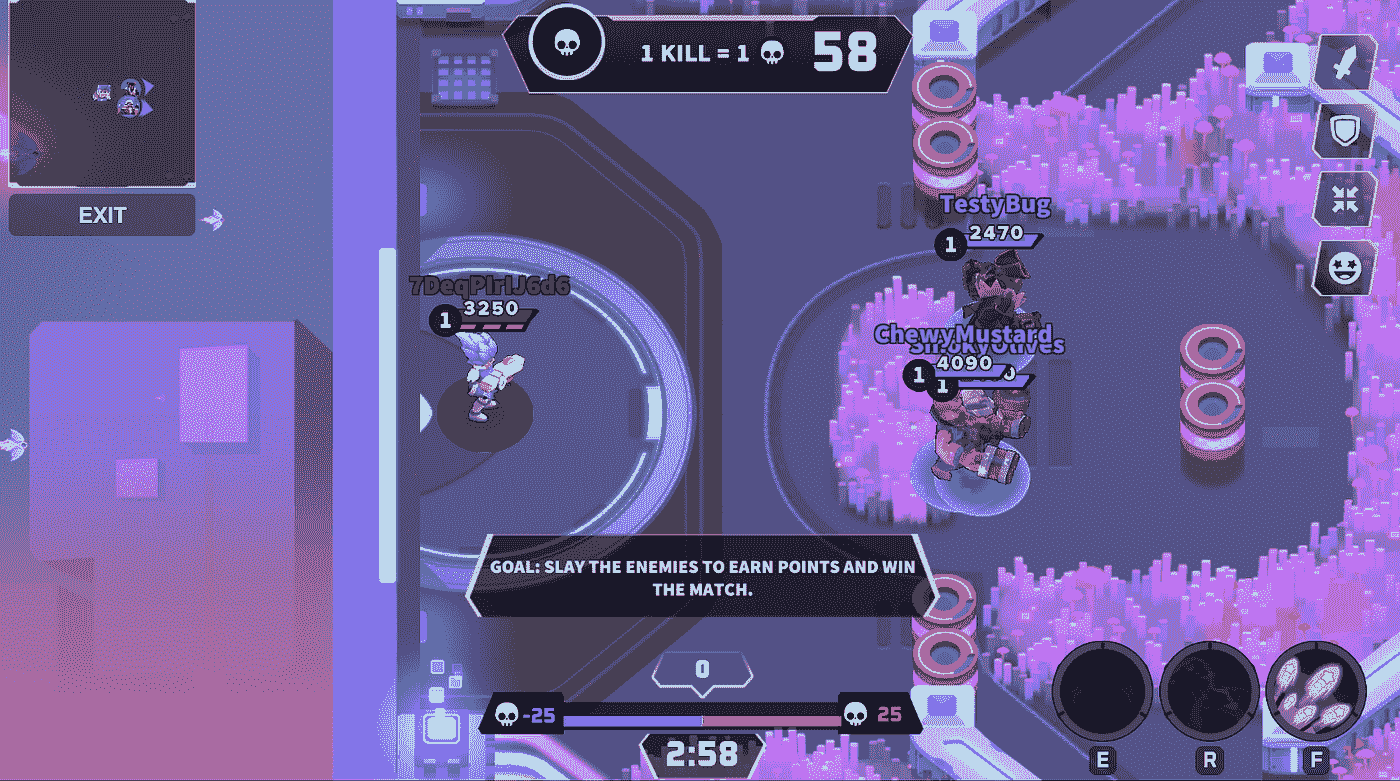 1 KILL = 1 58
EXIT
TestyBug
1 2470
3250
1
ChewyMustard
4090
1
1
GOAL: SLAY THE ENEMIES TO EARN POINTS AND WIN
THE MATCH.
0
-25 25
2:58
E R F